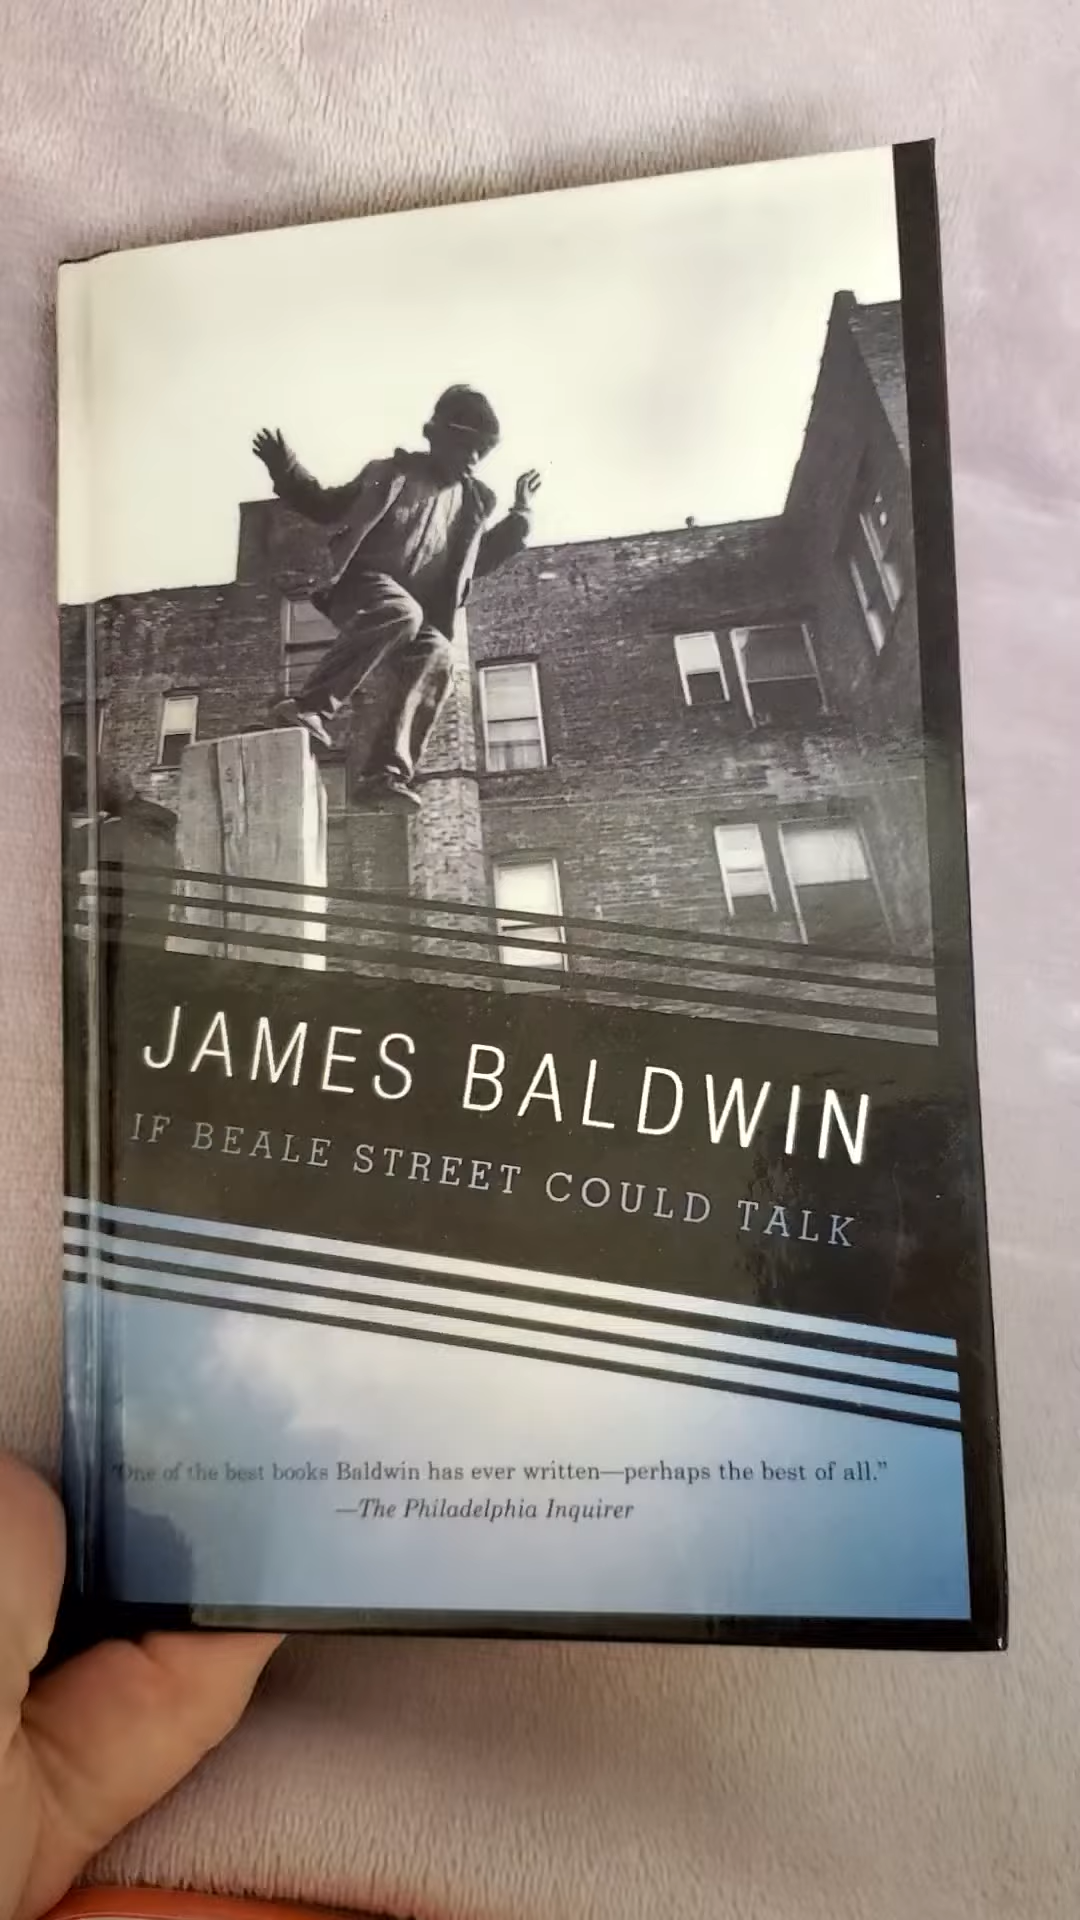 JAMES BALDWIN
IF BEALE STREET COULD TALK
"One of the best books Baldwin has ever written—perhaps the best of all."
—The Philadelphia Inquirer